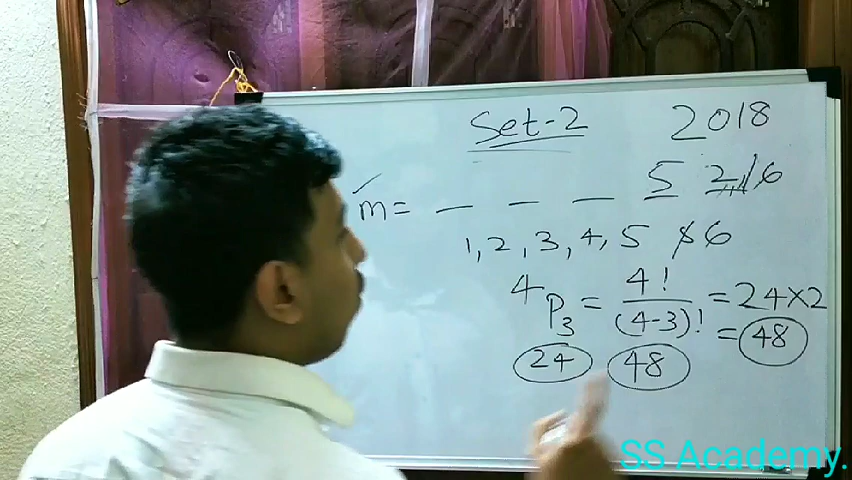 Set-2 2018
m= _ _ _ 5 2/6
1, 2, 3, 4, 5 6
4P3 = 4!/(4-3)! = 24×2
= 48
24 48
SS Academy.